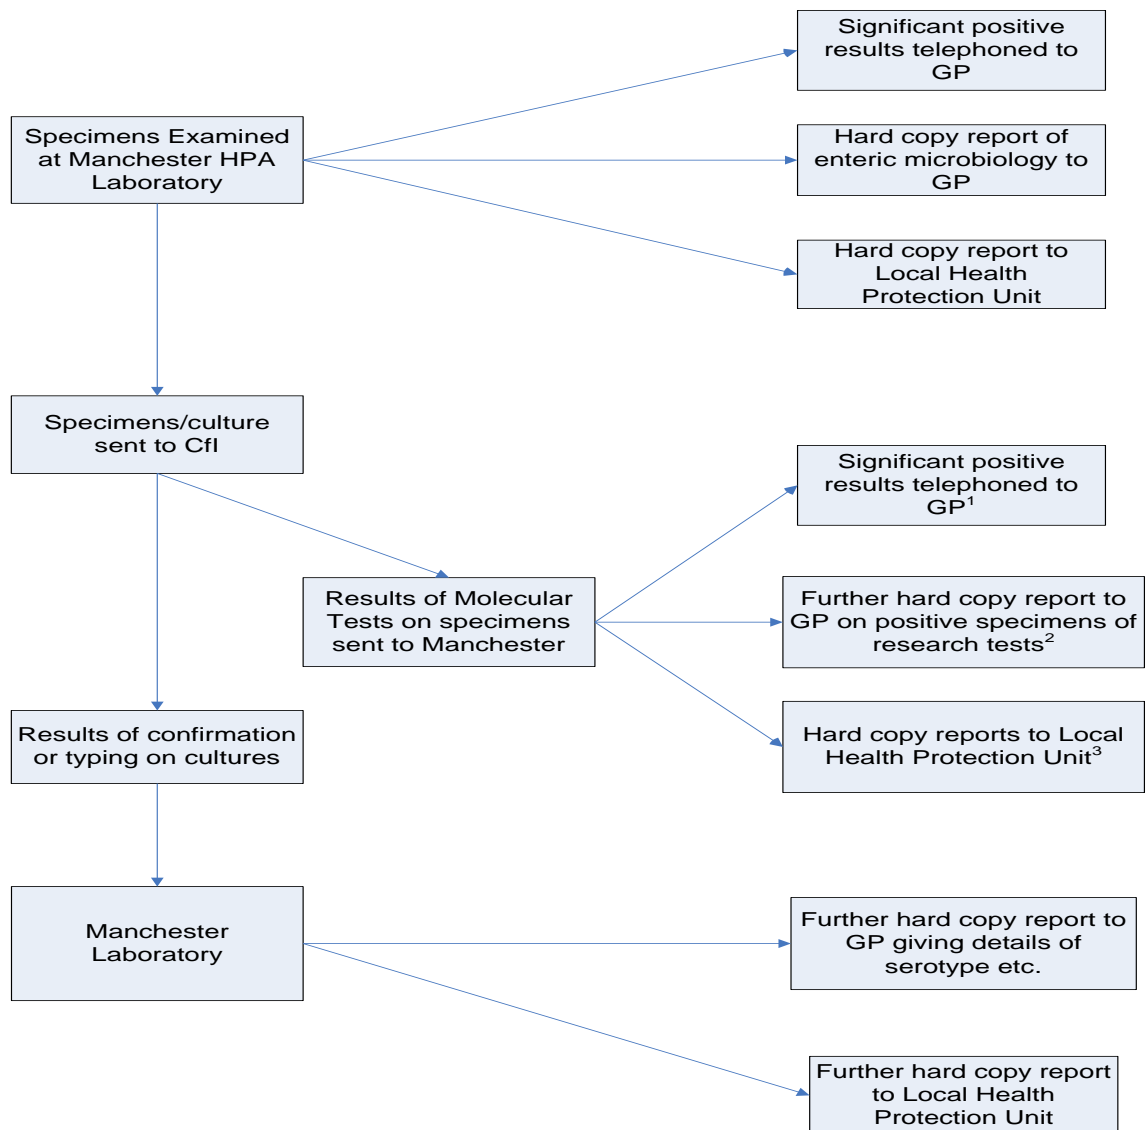 Significant positive
results telephoned to
GP
Specimens Examined
at Manchester HPA
Laboratory
Hard copy report of
enteric microbiology to
GP
Hard copy report to
Local Health
Protection Unit
Specimens/culture
sent to CfI
Significant positive
results telephoned to
GP¹
Results of Molecular
Tests on specimens
sent to Manchester
Further hard copy report to
GP on positive specimens of
research tests²
Hard copy reports to Local
Health Protection Unit³
Results of confirmation
or typing on cultures
Manchester
Laboratory
Further hard copy report to
GP giving details of
serotype etc.
Further hard copy report
to Local Health
Protection Unit